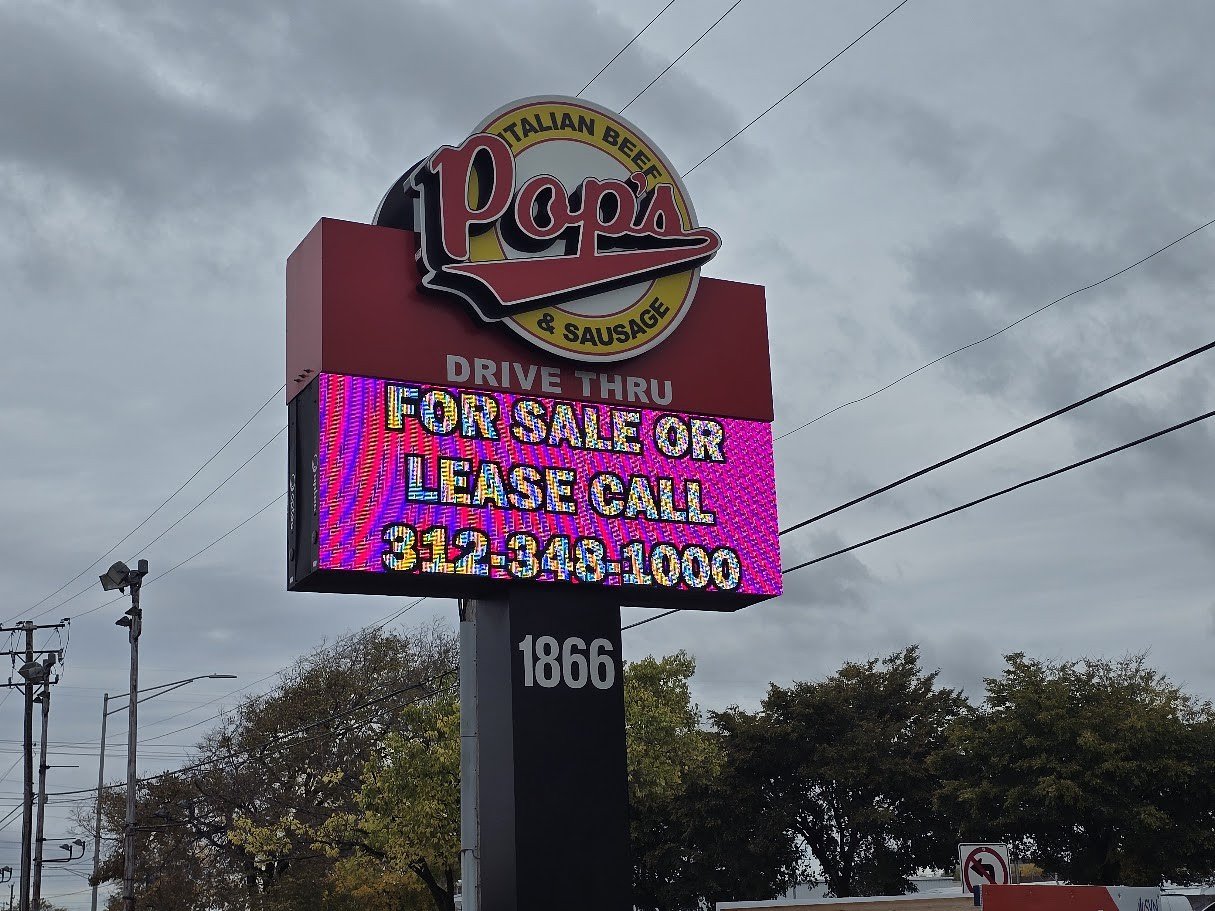 ITALIAN BEEF
Pop's
& SAUSAGE
DRIVE THRU
FOR SALE OR
LEASE CALL
312-348-1000
1866